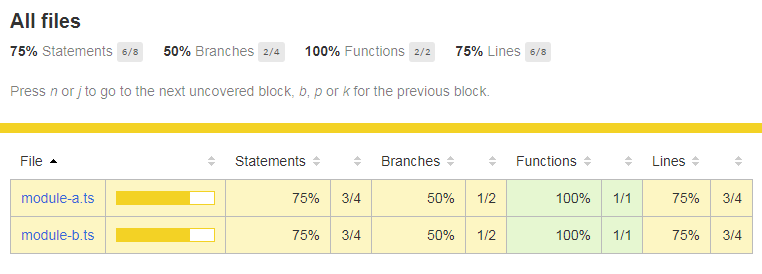 All files
75% Statements 6/8 50% Branches 2/4 100% Functions 2/2 75% Lines 6/8
Press n or j to go to the next uncovered block, b, p or k for the previous block.
File Statements Branches Functions Lines
module-a.ts 75% 3/4 50% 1/2 100% 1/1 75% 3/4
module-b.ts 75% 3/4 50% 1/2 100% 1/1 75% 3/4